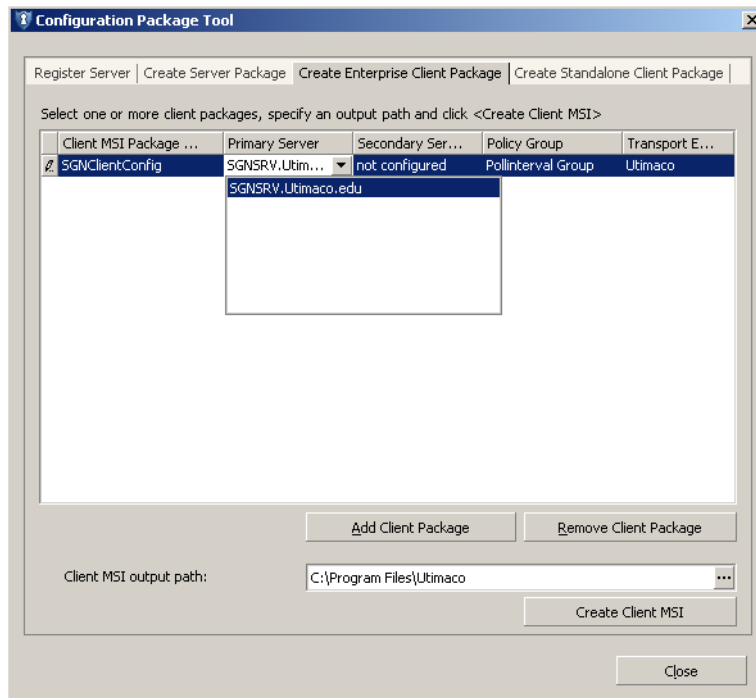 Configuration Package Tool
Register Server Create Server Package Create Enterprise Client Package Create Standalone Client Package
Select one or more client packages, specify an output path and click <Create Client MSI>
Client MSI Package ... Primary Server Secondary Ser... Policy Group Transport E...
SGNClientConfig SGNSRV.Utim... not configured Pollinterval Group Utimaco
SGNSRV.Utimaco.edu
Add Client Package Remove Client Package
Client MSI output path: C:\Program Files\Utimaco ...
Create Client MSI
Close